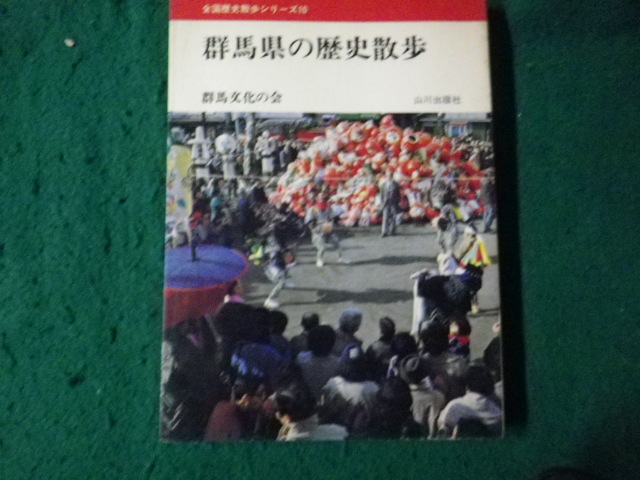 全国歴史散歩シリーズ10
群馬県の歴史散歩
群馬文化の会
山川出版社